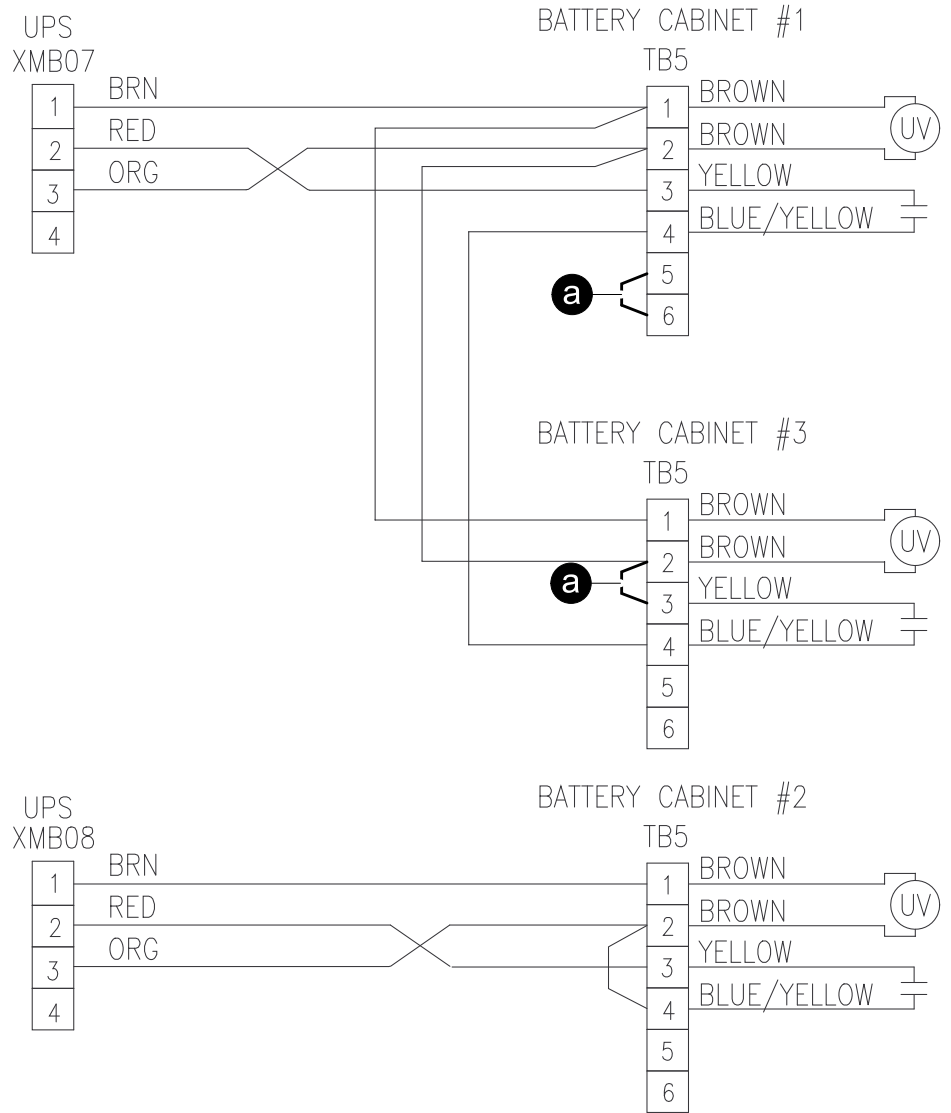 UPS
XMB07
BATTERY CABINET #1
TB5
1 BRN 1 BROWN
UV
2 RED 2 BROWN
3 ORG 3 YELLOW
4 4 BLUE/YELLOW
5
a
6
BATTERY CABINET #3
TB5
1 BROWN
UV
2 BROWN
a
3 YELLOW
4 BLUE/YELLOW
5
6
UPS
XMB08
BATTERY CABINET #2
TB5
1 BRN 1 BROWN
UV
2 RED 2 BROWN
3 ORG 3 YELLOW
4 4 BLUE/YELLOW
5
6